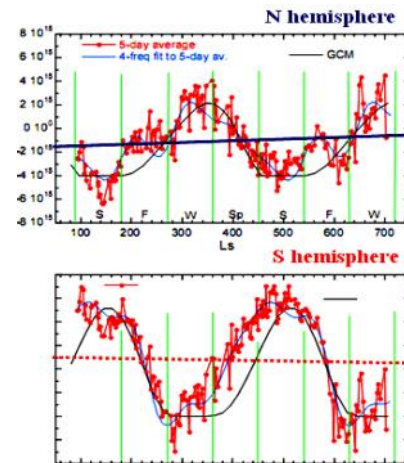 N hemisphere
8 10¹⁵
6 10¹⁵
4 10¹⁵
2 10¹⁵
0 10⁰
-2 10¹⁵
-4 10¹⁵
-6 10¹⁵
-8 10¹⁵
5-day average
4-freq fit to 5-day av.
GCM
S F W Sp S F W
100 200 300 400 500 600 700
Ls
S hemisphere